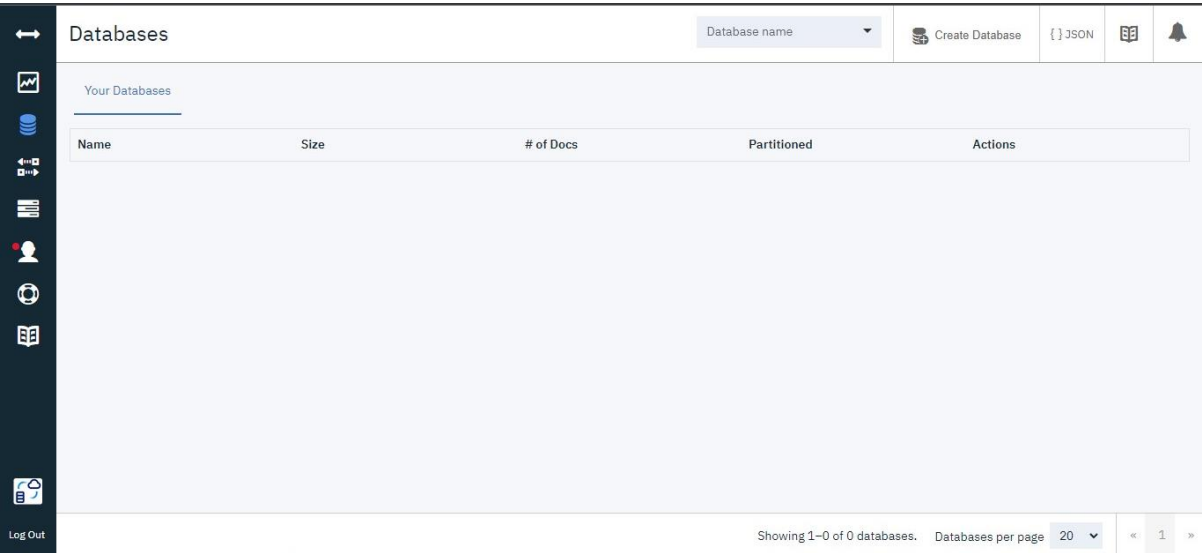 Databases
Database name
Create Database
{ } JSON
Your Databases
Name Size # of Docs Partitioned Actions
Log Out
Showing 1–0 of 0 databases. Databases per page 20 « 1 »